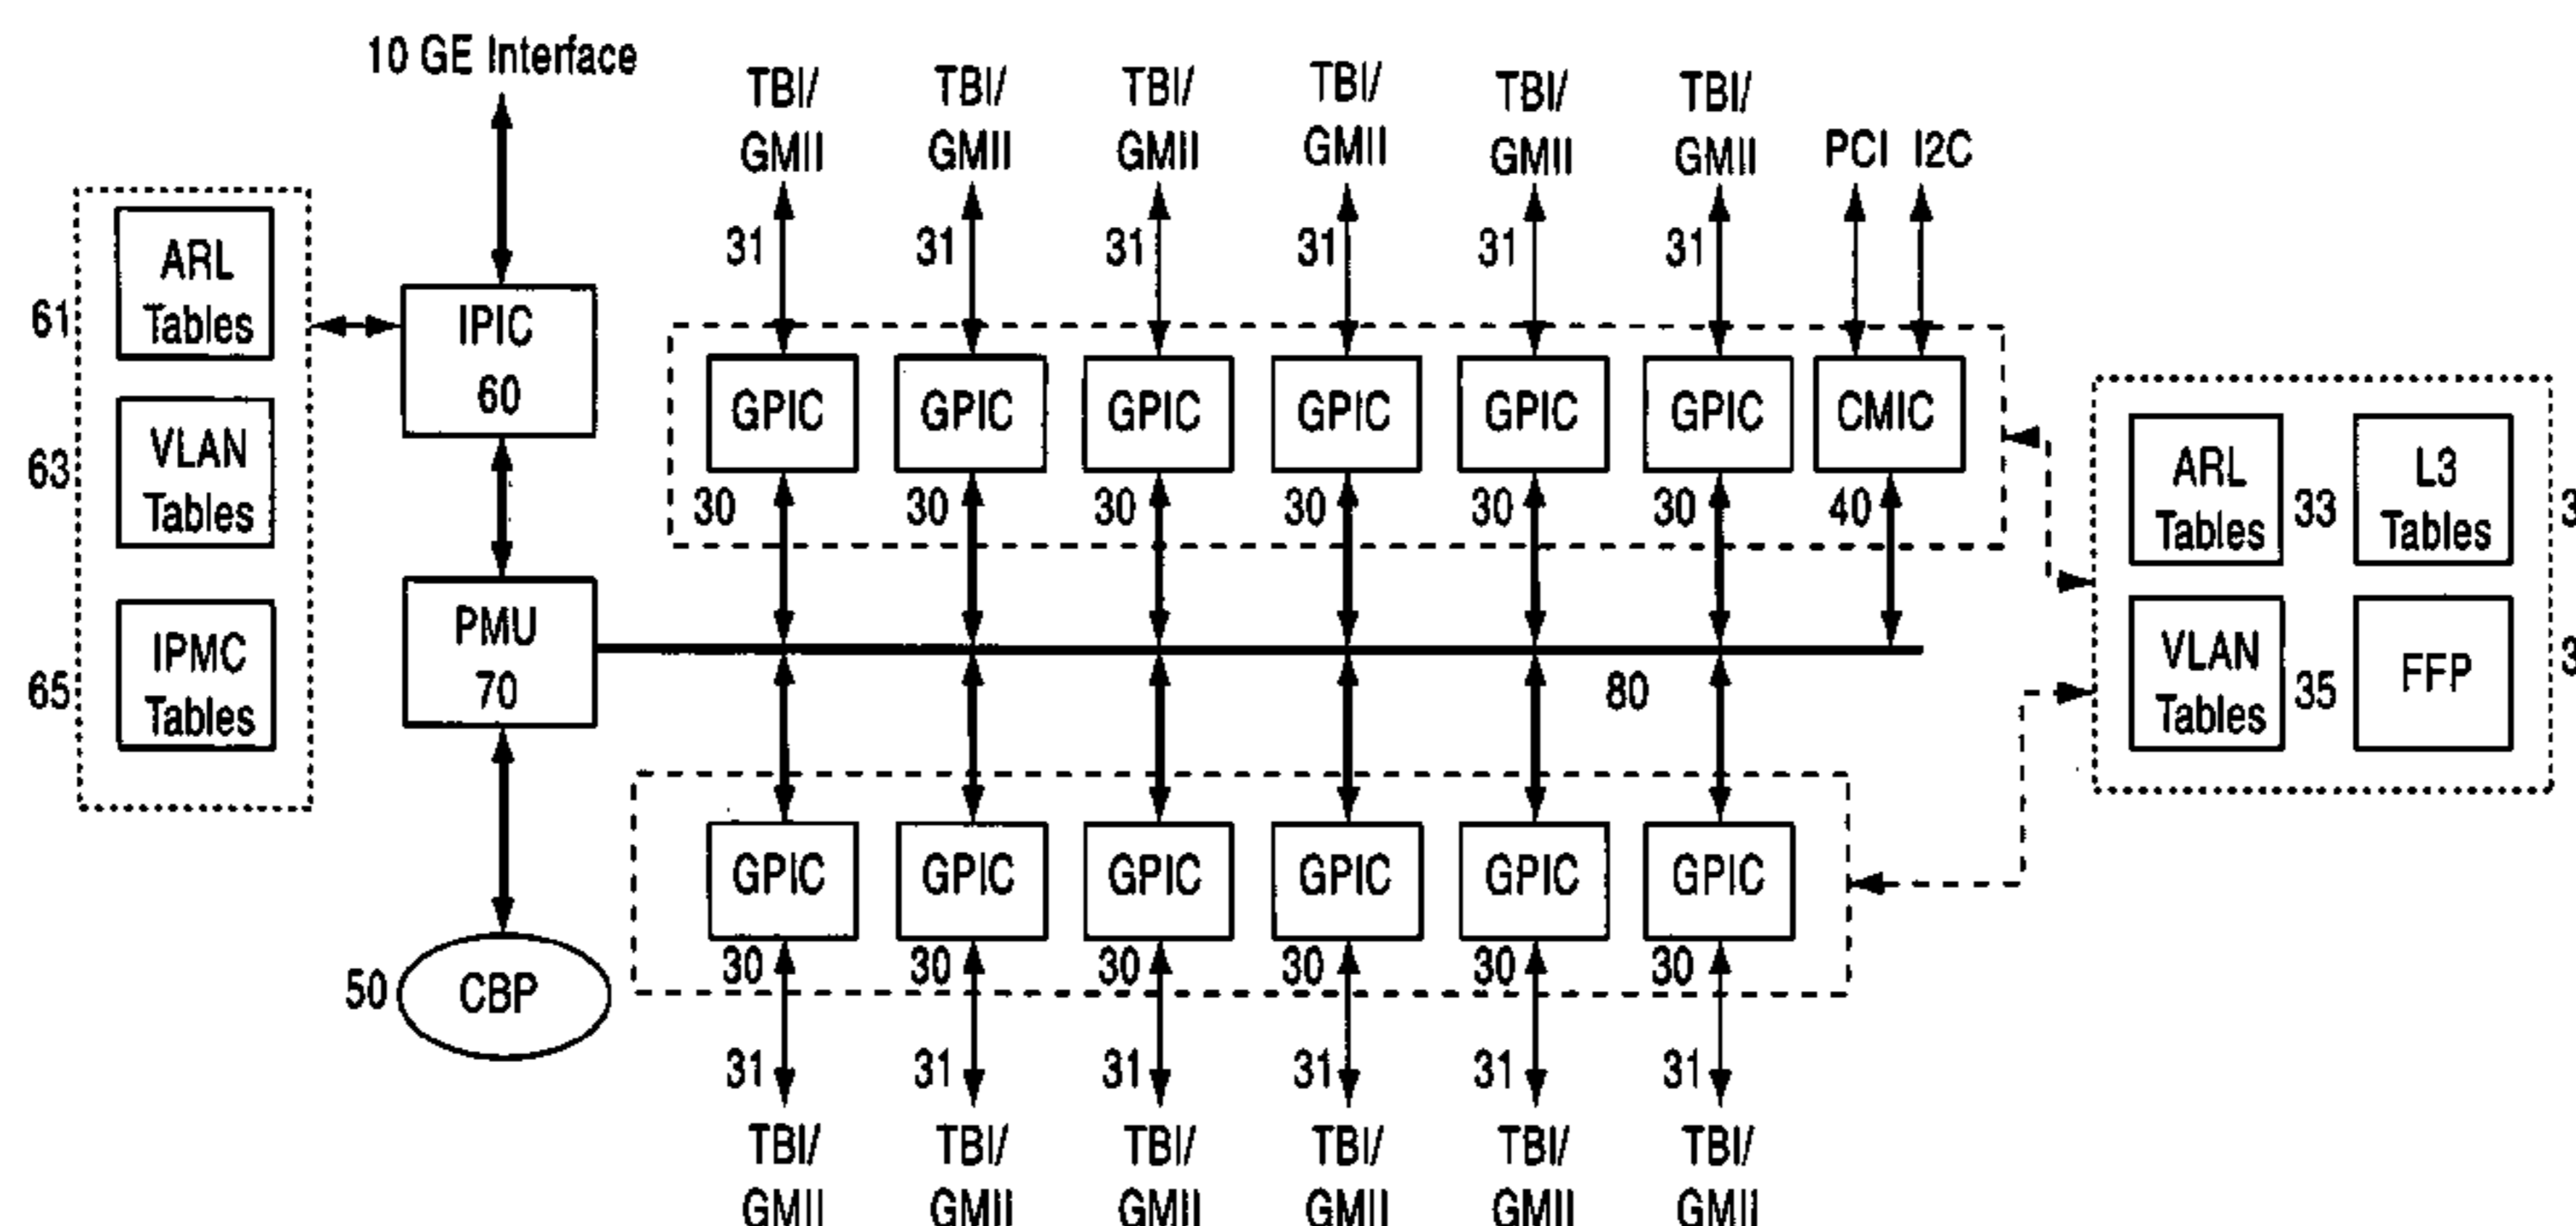 10 GE Interface
TBI/
GMII
TBI/
GMII
TBI/
GMII
TBI/
GMII
TBI/
GMII
TBI/
GMII
PCI I2C
31
31
31
31
31
31
61
ARL
Tables
63
VLAN
Tables
65
IPMC
Tables
IPIC
60
PMU
70
50
CBP
GPIC
GPIC
GPIC
GPIC
GPIC
GPIC
CMIC
30
30
30
30
30
30
40
80
ARL
Tables
33
L3
Tables
VLAN
Tables
35
FFP
GPIC
GPIC
GPIC
GPIC
GPIC
GPIC
30
30
30
30
30
30
31
31
31
31
31
31
TBI/
GMII
TBI/
GMII
TBI/
GMII
TBI/
GMII
TBI/
GMII
TBI/
GMII